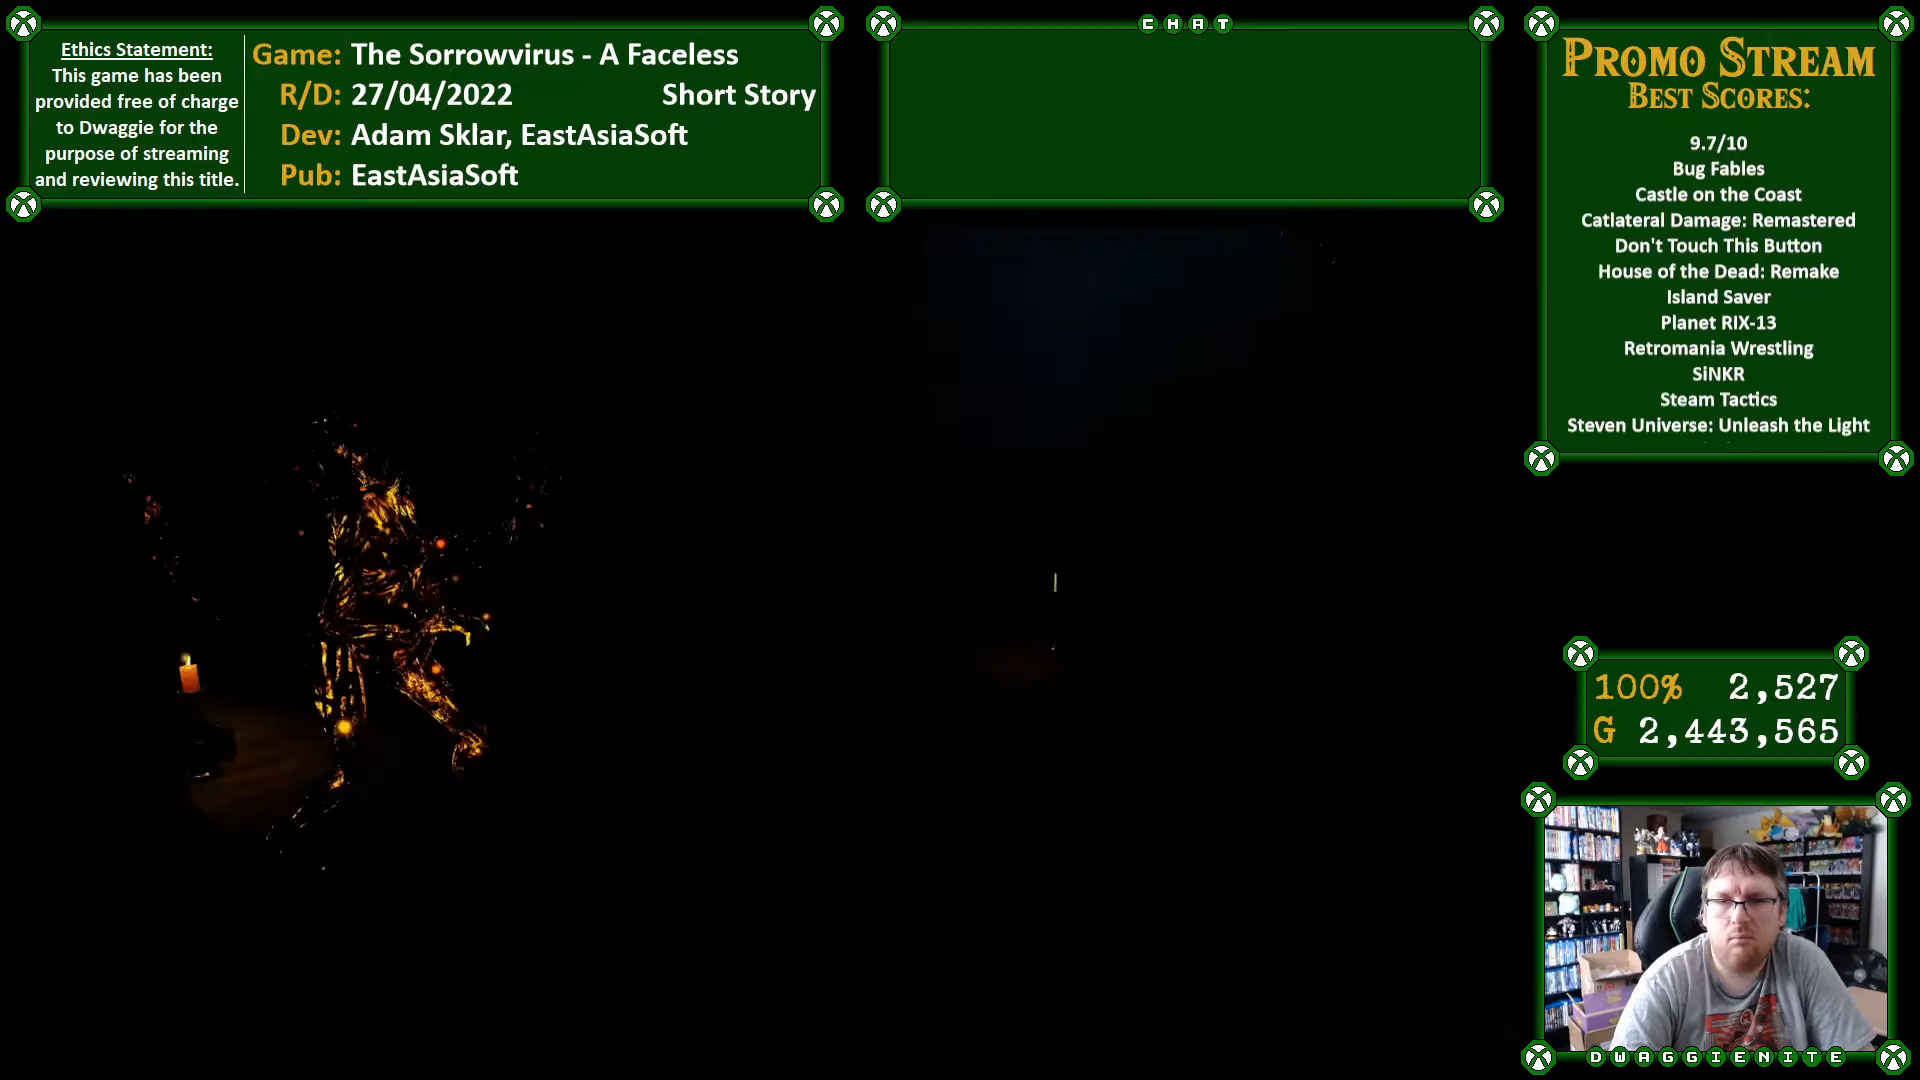 Ethics Statement:
This game has been
provided free of charge
to Dwaggie for the
purpose of streaming
and reviewing this title.
Game: The Sorrowvirus - A Faceless
R/D: 27/04/2022 Short Story
Dev: Adam Sklar, EastAsiaSoft
Pub: EastAsiaSoft
CHAT
PROMO STREAM
BEST SCORES:
9.7/10
Bug Fables
Castle on the Coast
Catlateral Damage: Remastered
Don't Touch This Button
House of the Dead: Remake
Island Saver
Planet RIX-13
Retromania Wrestling
SiNKR
Steam Tactics
Steven Universe: Unleash the Light
100% 2,527
G 2,443,565
DWAGGIENITE